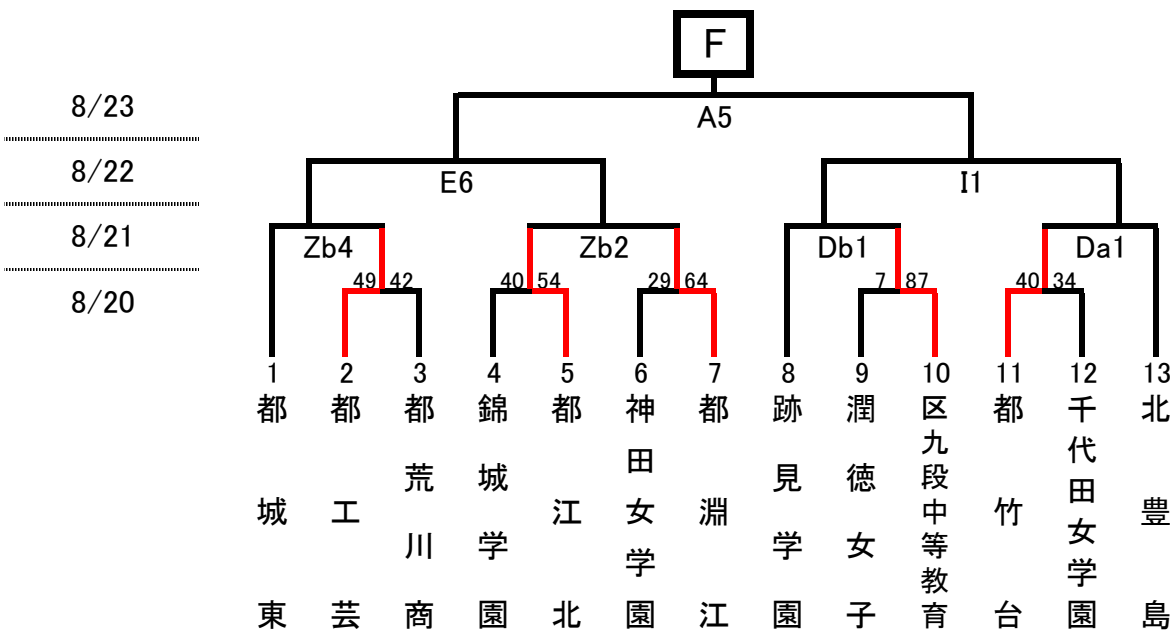 F
8/23
A5
8/22
E6 I1
8/21
Zb4 Zb2 Db1 Da1
49 42 40 54 29 64 7 87 40 34
8/20
1 2 3 4 5 6 7 8 9 10 11 12 13
都城東
都工芸
都荒川商
錦城学園
都江北
神田女学園
都淵江
跡見学園
潤徳女子
区九段中等教育
都竹台
千代田女学園
北豊島